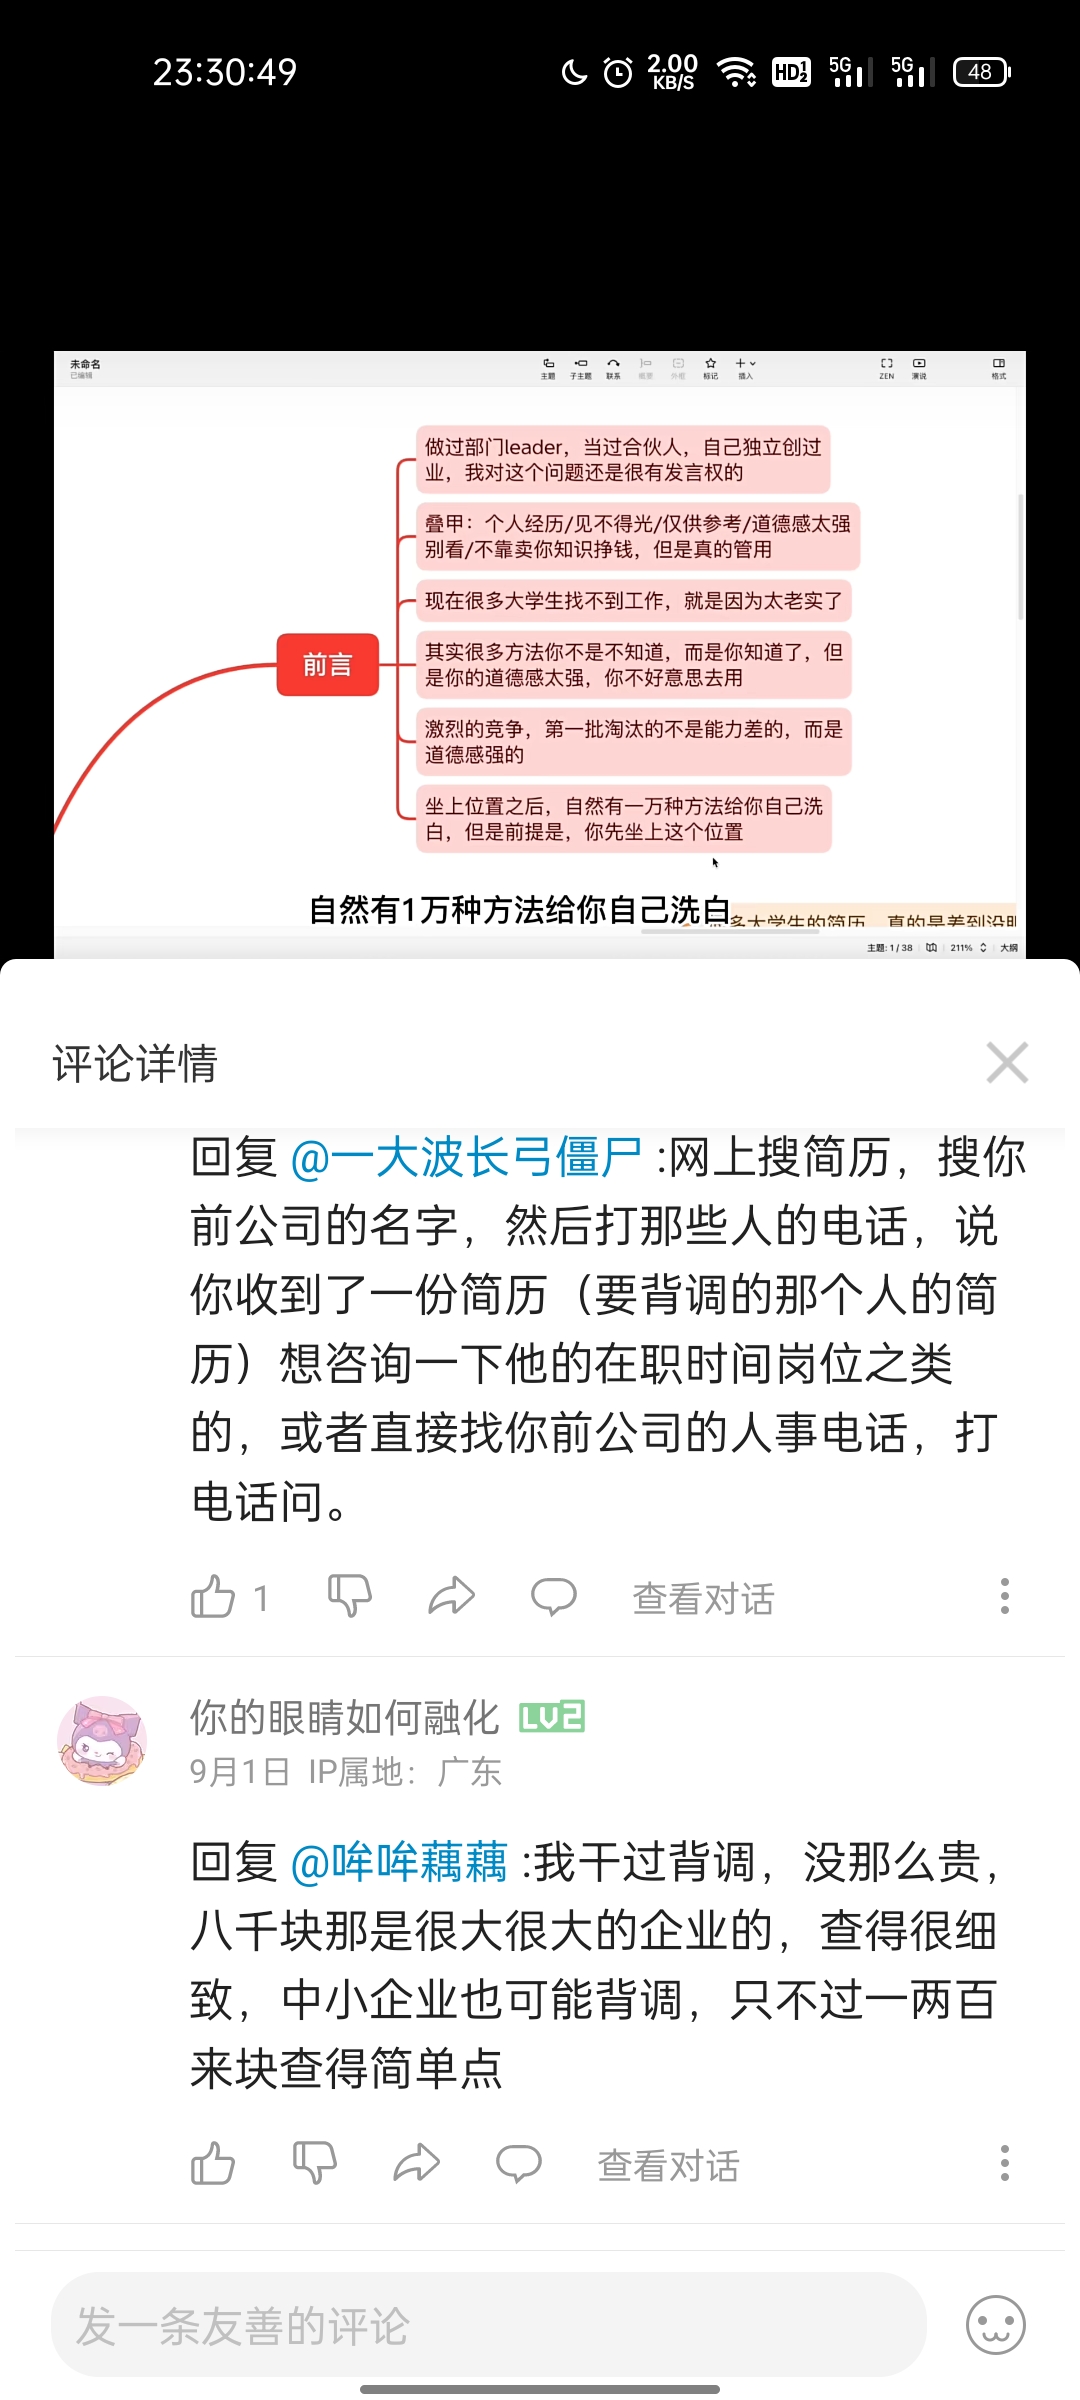 23:30:49
2.00
KB/S
HD 1 2
5G
5G
48
未命名
已编辑
主题
子主题
联系
概要
外框
标记
插入
ZEN
演说
格式
做过部门leader，当过合伙人，自己独立创过
业，我对这个问题还是很有发言权的
叠甲：个人经历/见不得光/仅供参考/道德感太强
别看/不靠卖你知识挣钱，但是真的管用
现在很多大学生找不到工作，就是因为太老实了
前言
其实很多方法你不是不知道，而是你知道了，但
是你的道德感太强，你不好意思去用
激烈的竞争，第一批淘汰的不是能力差的，而是
道德感强的
坐上位置之后，自然有一万种方法给你自己洗
白，但是前提是，你先坐上这个位置
自然有1万种方法给你自己洗白
多大学生的简历，真的是差到没
主题: 1 / 38
211%
大纲
评论详情
回复 @一大波长弓僵尸 :网上搜简历，搜你
前公司的名字，然后打那些人的电话，说
你收到了一份简历（要背调的那个人的简
历）想咨询一下他的在职时间岗位之类
的，或者直接找你前公司的人事电话，打
电话问。
1
查看对话
你的眼睛如何融化 LV2
9月1日 IP属地：广东
回复 @哞哞藕藕 :我干过背调，没那么贵，
八千块那是很大很大的企业的，查得很细
致，中小企业也可能背调，只不过一两百
来块查得简单点
查看对话
发一条友善的评论